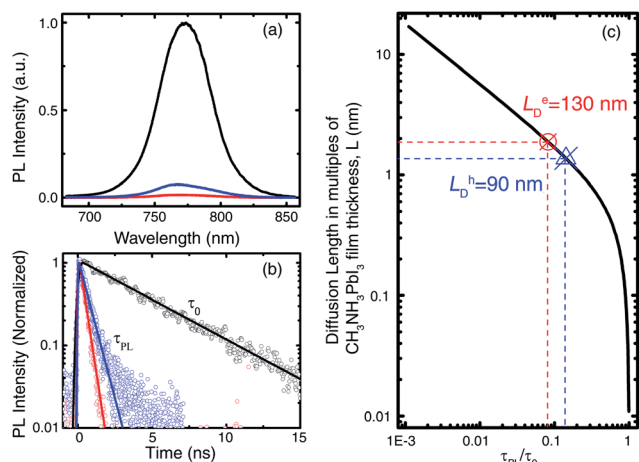 (a)
PL Intensity (a.u.)
1.0
0.5
0.0
700
750
800
850
Wavelength (nm)
(b)
PL Intensity (Normalized)
1
0.1
0.01
τ0
τPL
0
5
10
15
Time (ns)
(c)
Diffusion Length in multiples of
CH3NH3PbI3 film thickness, L (nm)
10
1
0.1
0.01
LDe=130 nm
LDh=90 nm
1E-3
0.01
0.1
1
τPL/τ0